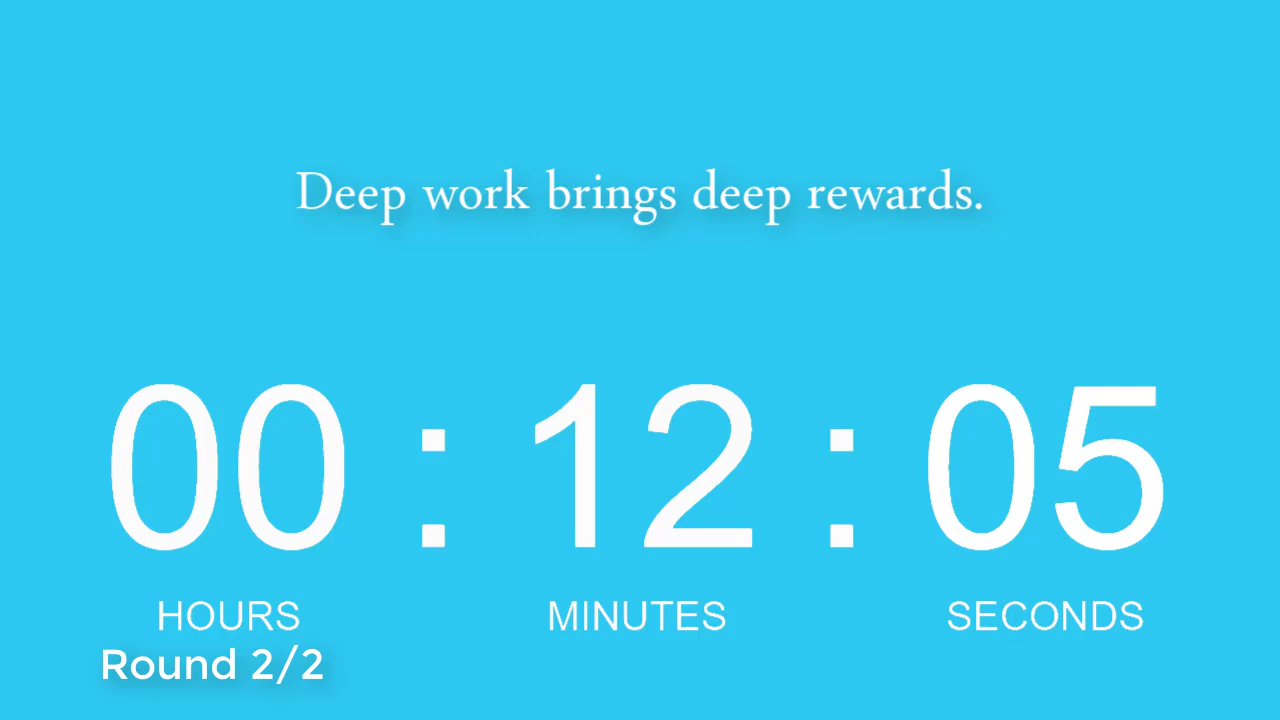 Deep work brings deep rewards.
00 : 12 : 05
HOURS MINUTES SECONDS
Round 2/2